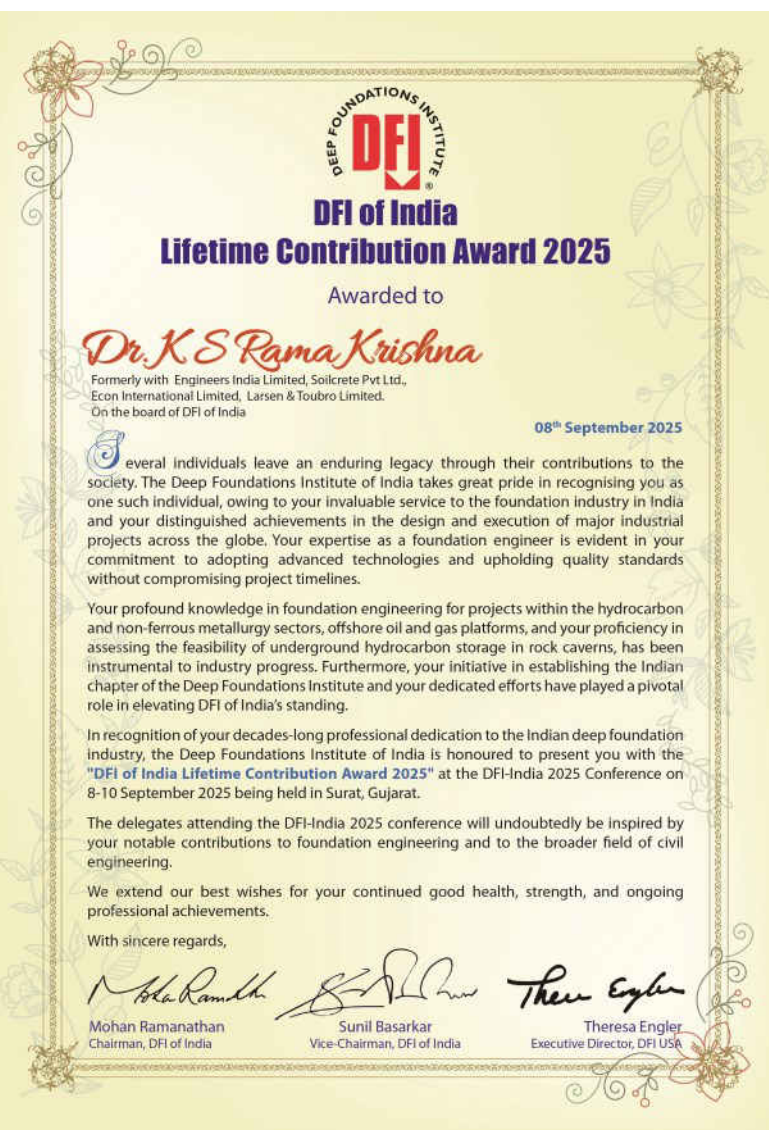 DEEP FOUNDATIONS INSTITUTE
DFI
®
DFI of India
Lifetime Contribution Award 2025
Awarded to
Dr. K S Rama Krishna
Formerly with Engineers India Limited, Soilcrete Pvt Ltd.,
Econ International Limited, Larsen & Toubro Limited.
On the board of DFI of India
08th September 2025
Several individuals leave an enduring legacy through their contributions to the
society. The Deep Foundations Institute of India takes great pride in recognising you as
one such individual, owing to your invaluable service to the foundation industry in India
and your distinguished achievements in the design and execution of major industrial
projects across the globe. Your expertise as a foundation engineer is evident in your
commitment to adopting advanced technologies and upholding quality standards
without compromising project timelines.
Your profound knowledge in foundation engineering for projects within the hydrocarbon
and non-ferrous metallurgy sectors, offshore oil and gas platforms, and your proficiency in
assessing the feasibility of underground hydrocarbon storage in rock caverns, has been
instrumental to industry progress. Furthermore, your initiative in establishing the Indian
chapter of the Deep Foundations Institute and your dedicated efforts have played a pivotal
role in elevating DFI of India's standing.
In recognition of your decades-long professional dedication to the Indian deep foundation
industry, the Deep Foundations Institute of India is honoured to present you with the
"DFI of India Lifetime Contribution Award 2025" at the DFI-India 2025 Conference on
8-10 September 2025 being held in Surat, Gujarat.
The delegates attending the DFI-India 2025 conference will undoubtedly be inspired by
your notable contributions to foundation engineering and to the broader field of civil
engineering.
We extend our best wishes for your continued good health, strength, and ongoing
professional achievements.
With sincere regards,
Mohan Ramanathan
Chairman, DFI of India
Sunil Basarkar
Vice-Chairman, DFI of India
Theresa Engler
Executive Director, DFI USA